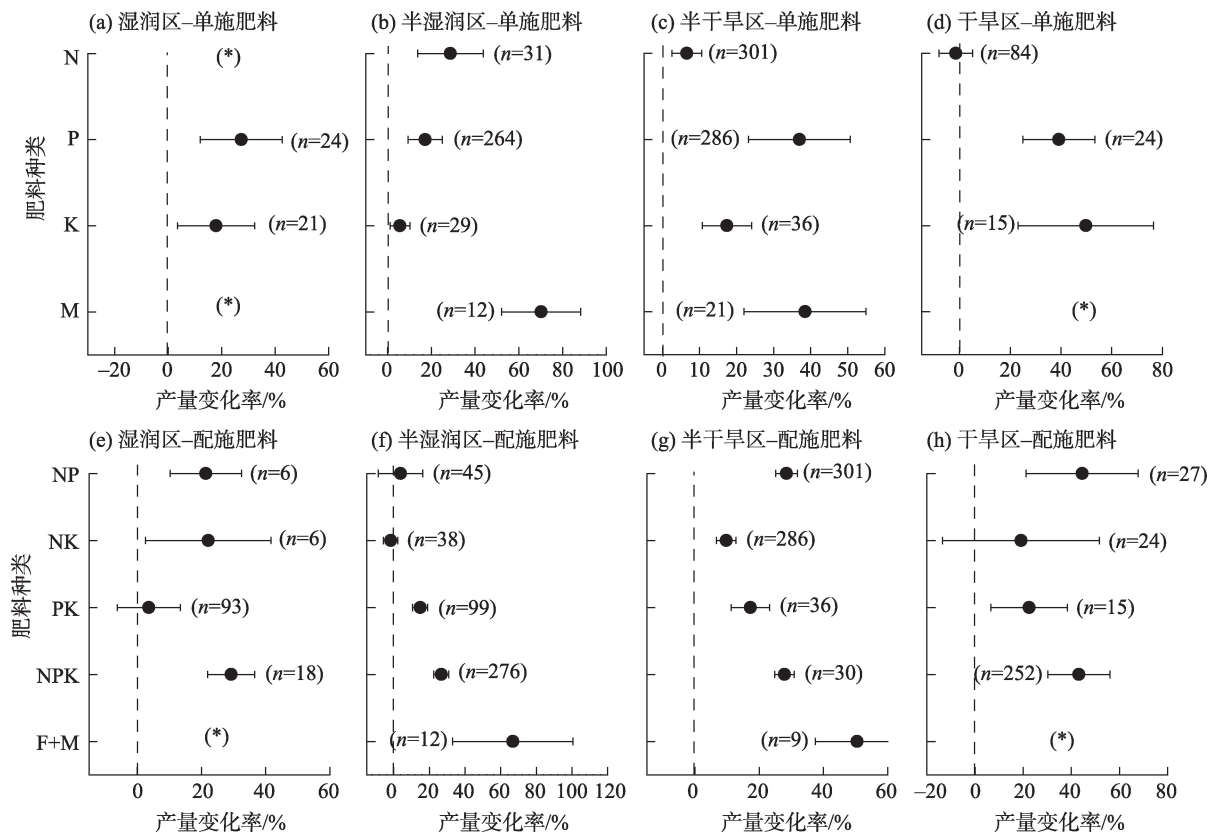 (a) 湿润区–单施肥料
(b) 半湿润区–单施肥料
(c) 半干旱区–单施肥料
(d) 干旱区–单施肥料
肥料种类
N
(*)
(n=31)
(n=301)
(n=84)
P
(n=24)
(n=264)
(n=286)
(n=24)
K
(n=21)
(n=29)
(n=36)
(n=15)
M
(*)
(n=12)
(n=21)
(*)
–20 0 20 40 60
0 20 40 60 80 100
0 10 20 30 40 50 60
0 20 40 60 80
产量变化率/%
产量变化率/%
产量变化率/%
产量变化率/%
(e) 湿润区–配施肥料
(f) 半湿润区–配施肥料
(g) 半干旱区–配施肥料
(h) 干旱区–配施肥料
肥料种类
NP
(n=6)
(n=45)
(n=301)
(n=27)
NK
(n=6)
(n=38)
(n=286)
(n=24)
PK
(n=93)
(n=99)
(n=36)
(n=15)
NPK
(n=18)
(n=276)
(n=30)
(n=252)
F+M
(*)
(n=12)
(n=9)
(*)
0 20 40 60
0 20 40 60 80 100 120
0 20 40 60
–20 0 20 40 60 80
产量变化率/%
产量变化率/%
产量变化率/%
产量变化率/%